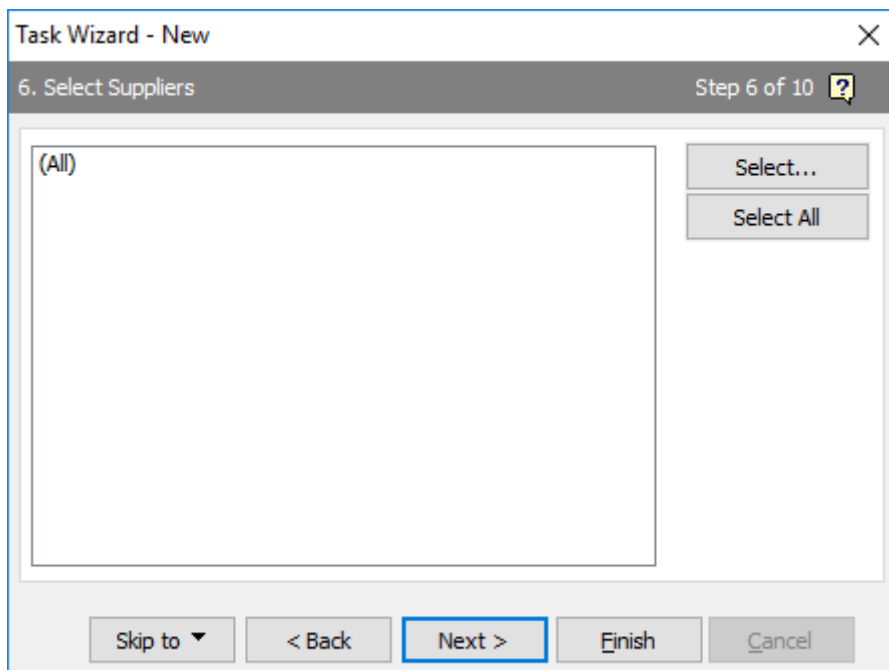 Task Wizard - New
6. Select Suppliers Step 6 of 10 ?
(All)
Select...
Select All
Skip to < Back Next > Finish Cancel